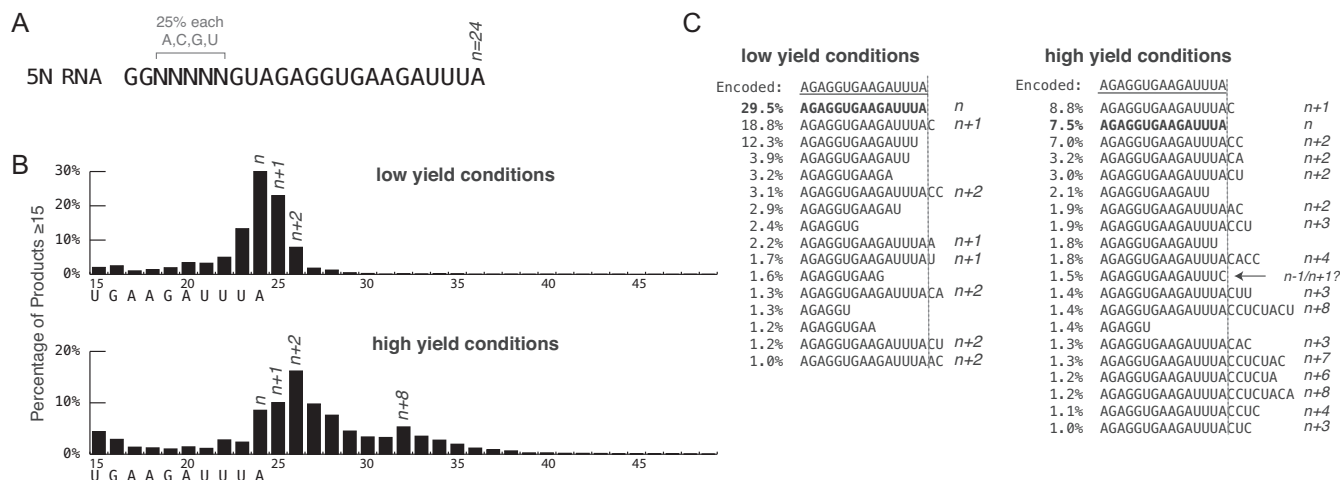 A
25% each
A,C,G,U
n=24
5N RNA GGNNNNNGUAGAGGUGAAGAUUUA
B
low yield conditions
Percentage of Products ≥15
30%
20%
10%
0%
n
n+1
n+2
15 20 25 30 35 40 45
U G A A G A U U U A
high yield conditions
20%
10%
0%
n
n+1
n+2
n+8
15 20 25 30 35 40 45
U G A A G A U U U A
C
low yield conditions
Encoded: AGAGGUGAAGAUUUA
29.5% AGAGGUGAAGAUUUA n
18.8% AGAGGUGAAGAUUUAC n+1
12.3% AGAGGUGAAGAUUU
3.9% AGAGGUGAAGAUU
3.2% AGAGGUGAAGA
3.1% AGAGGUGAAGAUUUACC n+2
2.9% AGAGGUGAAGAU
2.4% AGAGGUG
2.2% AGAGGUGAAGAUUUAA n+1
1.7% AGAGGUGAAGAUUUAU n+1
1.6% AGAGGUGAAG
1.3% AGAGGUGAAGAUUUACA n+2
1.3% AGAGGU
1.2% AGAGGUGAA
1.2% AGAGGUGAAGAUUUACU n+2
1.0% AGAGGUGAAGAUUUAAC n+2
high yield conditions
Encoded: AGAGGUGAAGAUUUA
8.8% AGAGGUGAAGAUUUAC n+1
7.5% AGAGGUGAAGAUUUA n
7.0% AGAGGUGAAGAUUUACC n+2
3.2% AGAGGUGAAGAUUUACA n+2
3.0% AGAGGUGAAGAUUUACU n+2
2.1% AGAGGUGAAGAUU
1.9% AGAGGUGAAGAUUUAAC n+2
1.9% AGAGGUGAAGAUUUACCU n+3
1.8% AGAGGUGAAGAUUU
1.8% AGAGGUGAAGAUUUACACC n+4
1.5% AGAGGUGAAGAUUUC n-1/n+1?
1.4% AGAGGUGAAGAUUUACUU n+3
1.4% AGAGGUGAAGAUUUACCUCUACU n+8
1.4% AGAGGU
1.3% AGAGGUGAAGAUUUACAC n+3
1.3% AGAGGUGAAGAUUUACCUCUAC n+7
1.2% AGAGGUGAAGAUUUACCUCUA n+6
1.2% AGAGGUGAAGAUUUACCUCUACA n+8
1.1% AGAGGUGAAGAUUUACCUC n+4
1.0% AGAGGUGAAGAUUUACUC n+3